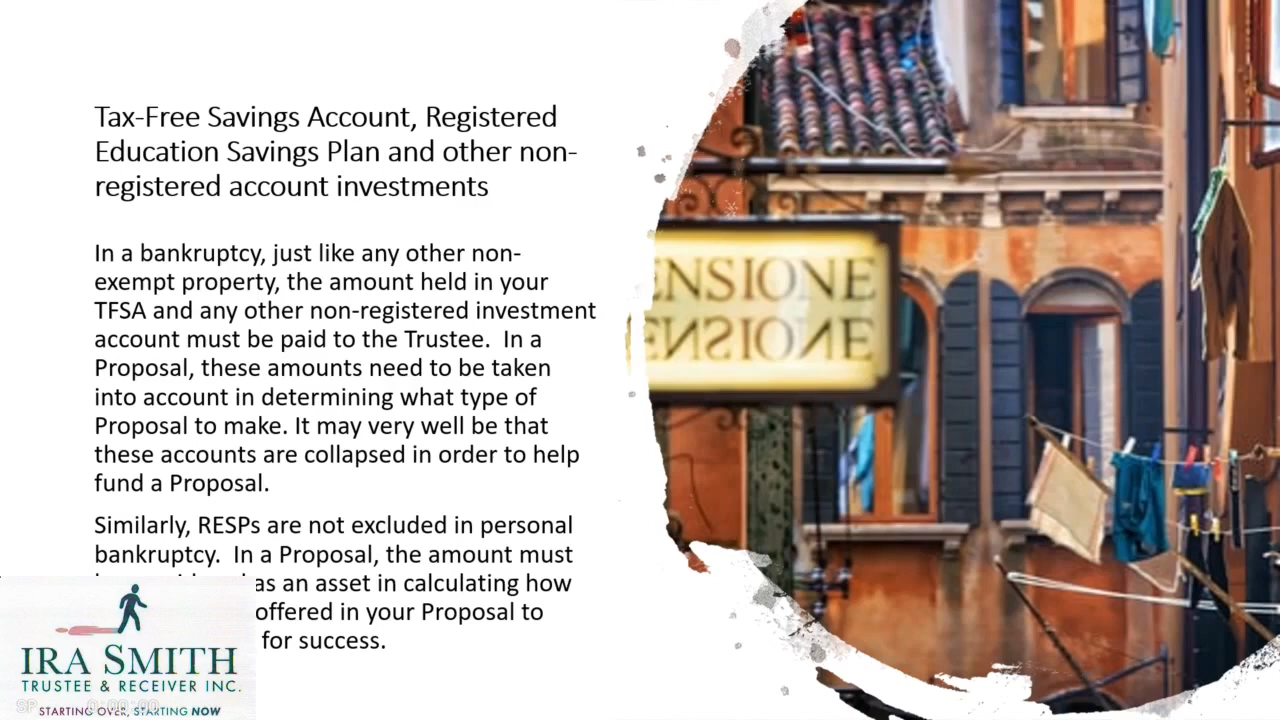 Tax-Free Savings Account, Registered
Education Savings Plan and other non-
registered account investments
In a bankruptcy, just like any other non-
exempt property, the amount held in your
TFSA and any other non-registered investment
account must be paid to the Trustee.  In a
Proposal, these amounts need to be taken
into account in determining what type of
Proposal to make. It may very well be that
these accounts are collapsed in order to help
fund a Proposal.
Similarly, RESPs are not excluded in personal
bankruptcy.  In a Proposal, the amount must
as an asset in calculating how
offered in your Proposal to
for success.
ENSIONE
IRA SMITH
TRUSTEE & RECEIVER INC.
STARTING OVER, STARTING NOW